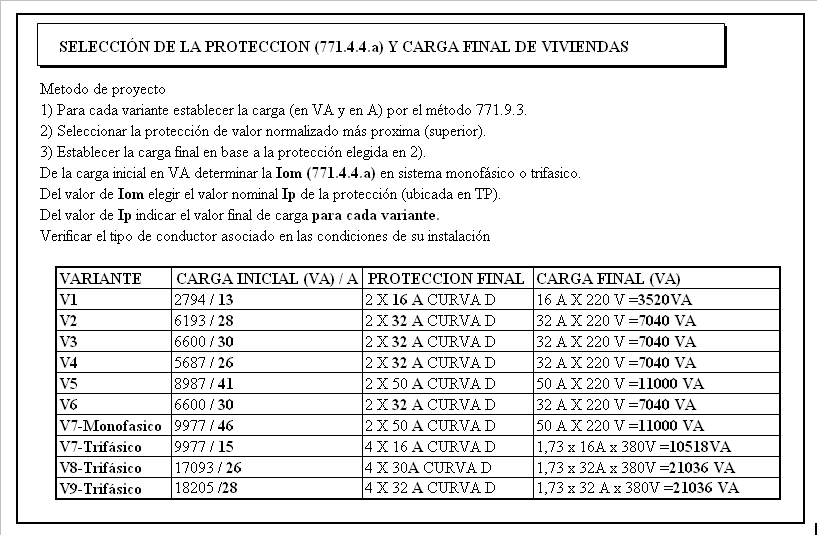 SELECCIÓN DE LA PROTECCION (771.4.4.a) Y CARGA FINAL DE VIVIENDAS
Metodo de proyecto
1) Para cada variante establecer la carga (en VA y en A) por el método 771.9.3.
2) Seleccionar la protección de valor normalizado más proxima (superior).
3) Establecer la carga final en base a la protección elegida en 2).
De la carga inicial en VA determinar la Iom (771.4.4.a) en sistema monofásico o trifasico.
Del valor de Iom elegir el valor nominal Ip de la protección (ubicada en TP).
Del valor de Ip indicar el valor final de carga para cada variante.
Verificar el tipo de conductor asociado en las condiciones de su instalación
VARIANTE CARGA INICIAL (VA) / A PROTECCION FINAL CARGA FINAL (VA)
V1 2794 / 13 2 X 16 A CURVA D 16 A X 220 V =3520VA
V2 6193 / 28 2 X 32 A CURVA D 32 A X 220 V =7040 VA
V3 6600 / 30 2 X 32 A CURVA D 32 A X 220 V =7040 VA
V4 5687 / 26 2 X 32 A CURVA D 32 A X 220 V =7040 VA
V5 8987 / 41 2 X 50 A CURVA D 50 A X 220 V =11000 VA
V6 6600 / 30 2 X 32 A CURVA D 32 A X 220 V =7040 VA
V7-Monofasico 9977 / 46 2 X 50 A CURVA D 50 A X 220 V =11000 VA
V7-Trifásico 9977 / 15 4 X 16 A CURVA D 1,73 x 16A x 380V =10518VA
V8-Trifásico 17093 / 26 4 X 30A CURVA D 1,73 x 32A x 380V =21036 VA
V9-Trifásico 18205 /28 4 X 32 A CURVA D 1,73 x 32 A x 380V =21036 VA